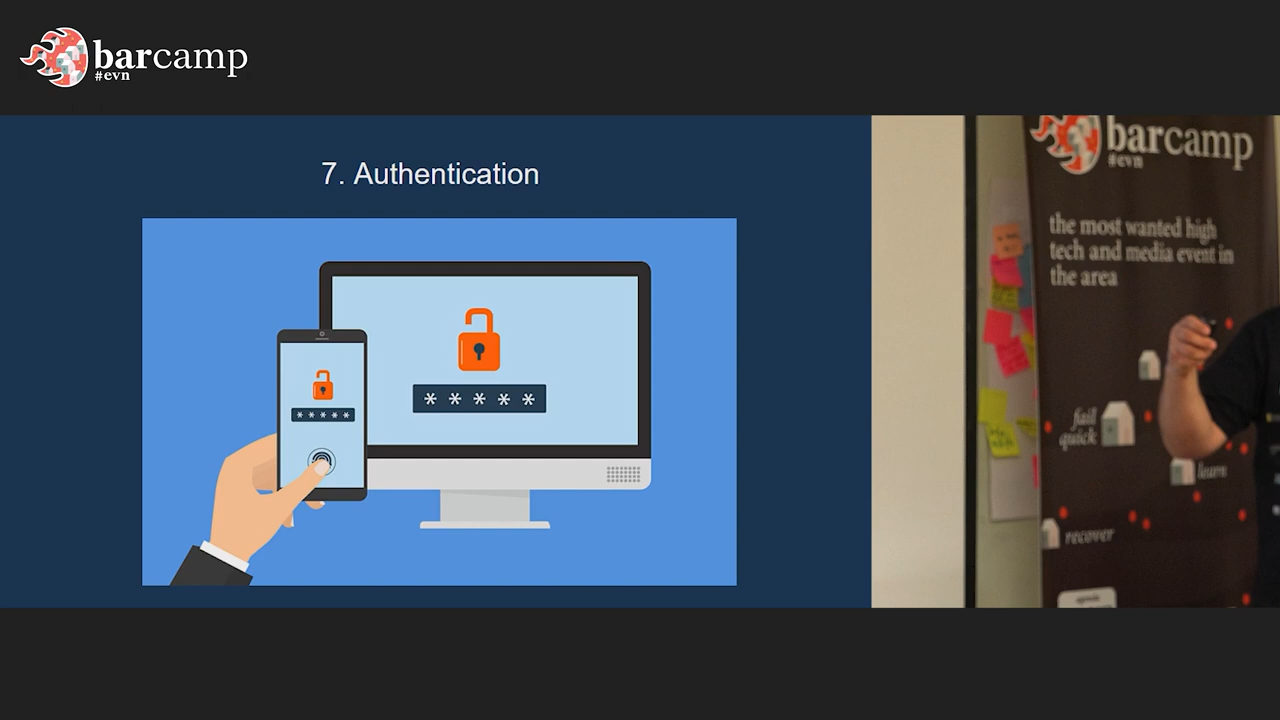 barcamp
#evn
7. Authentication
* * * * *
* * * * *
barcamp
#evn
the most wanted high
tech and media event in
the area
fail
quick
learn
recover